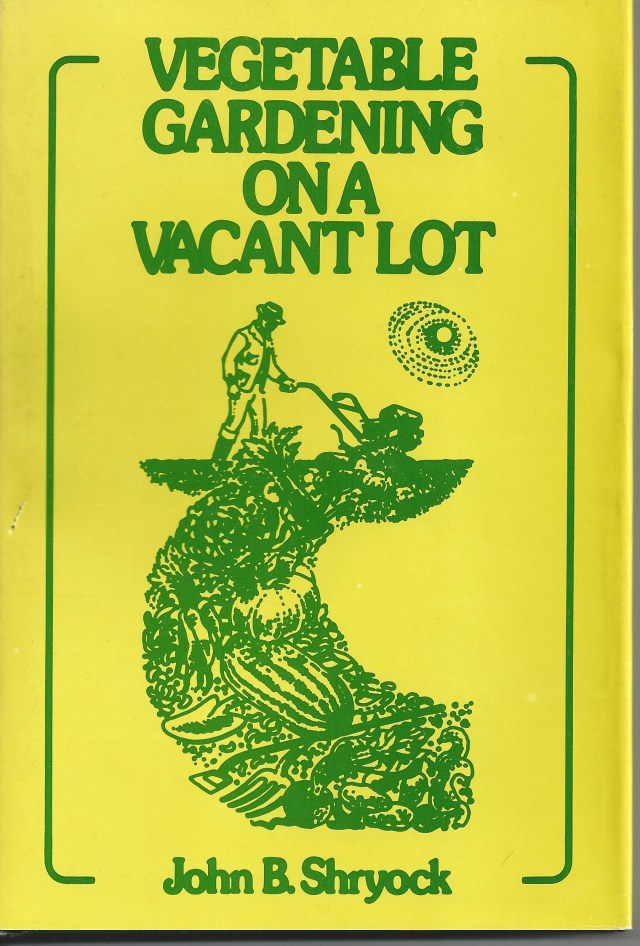 VEGETABLE
GARDENING
ON A
VACANT LOT
John B. Shryock